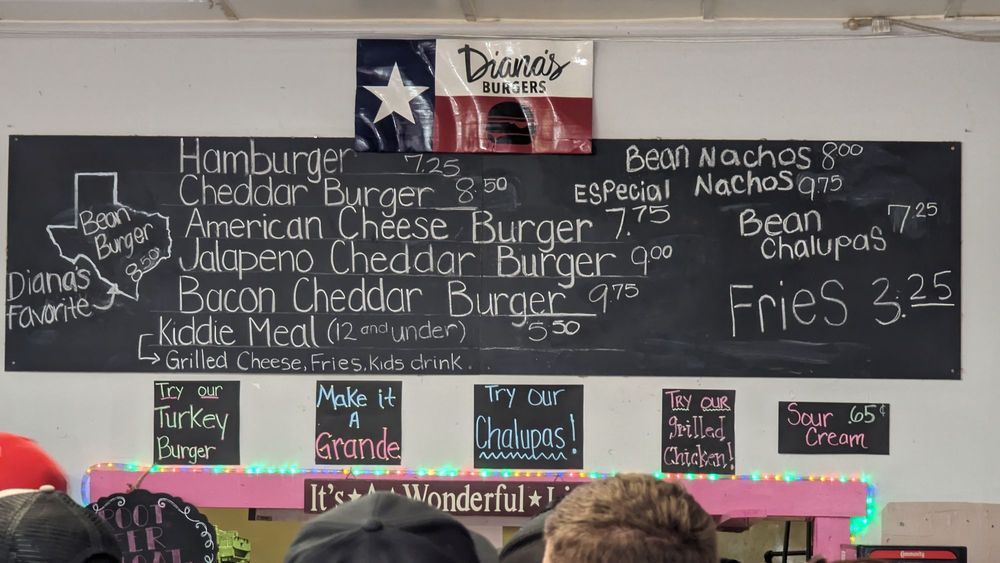 Diana's
BURGERS
Hamburger 7.25
Cheddar Burger 8.50
American Cheese Burger 7.75
Jalapeno Cheddar Burger 9.00
Bacon Cheddar Burger 9.75
Kiddie Meal (12 and under) 5.50
Grilled Cheese, Fries, Kids drink.
Bean
Burger
8.50
Diana's
Favorite
Bean Nachos 8.00
ESPecial Nachos 9.75
Bean 7.25
Chalupas
Fries 3.25
Try our
Turkey
Burger
Make it
A
Grande
Try our
Chalupas!
TRY OUR
grilled
Chicken!
Sour .65¢
Cream
It's A Wonderful
Community